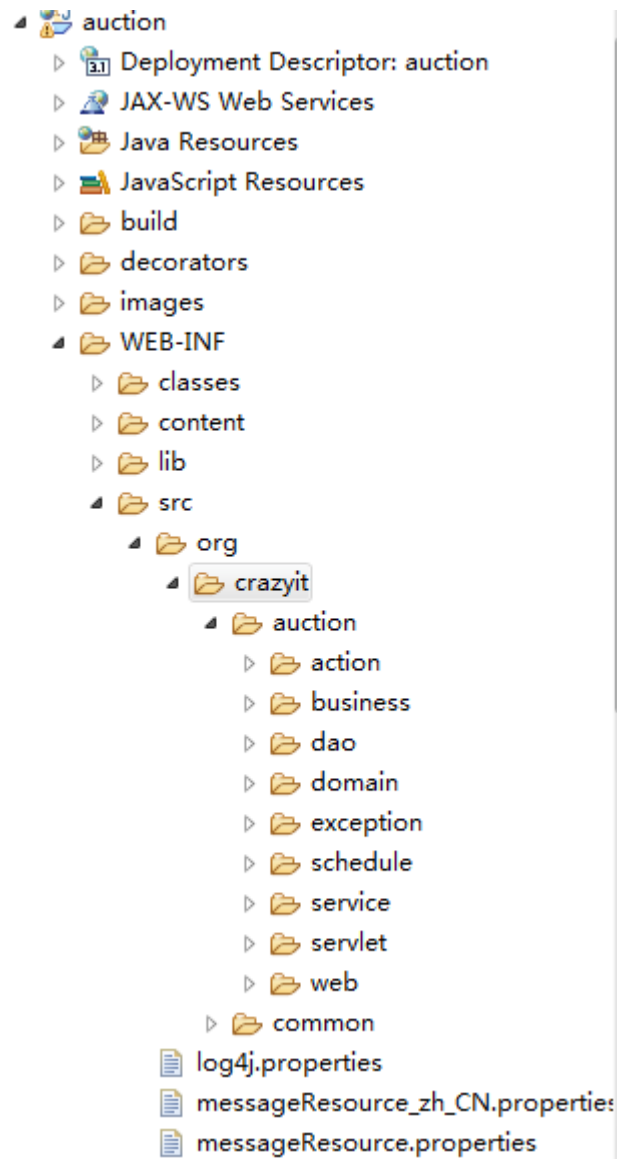 auction
Deployment Descriptor: auction
JAX-WS Web Services
Java Resources
JavaScript Resources
build
decorators
images
WEB-INF
classes
content
lib
src
org
crazyit
auction
action
business
dao
domain
exception
schedule
service
servlet
web
common
log4j.properties
messageResource_zh_CN.properties
messageResource.properties